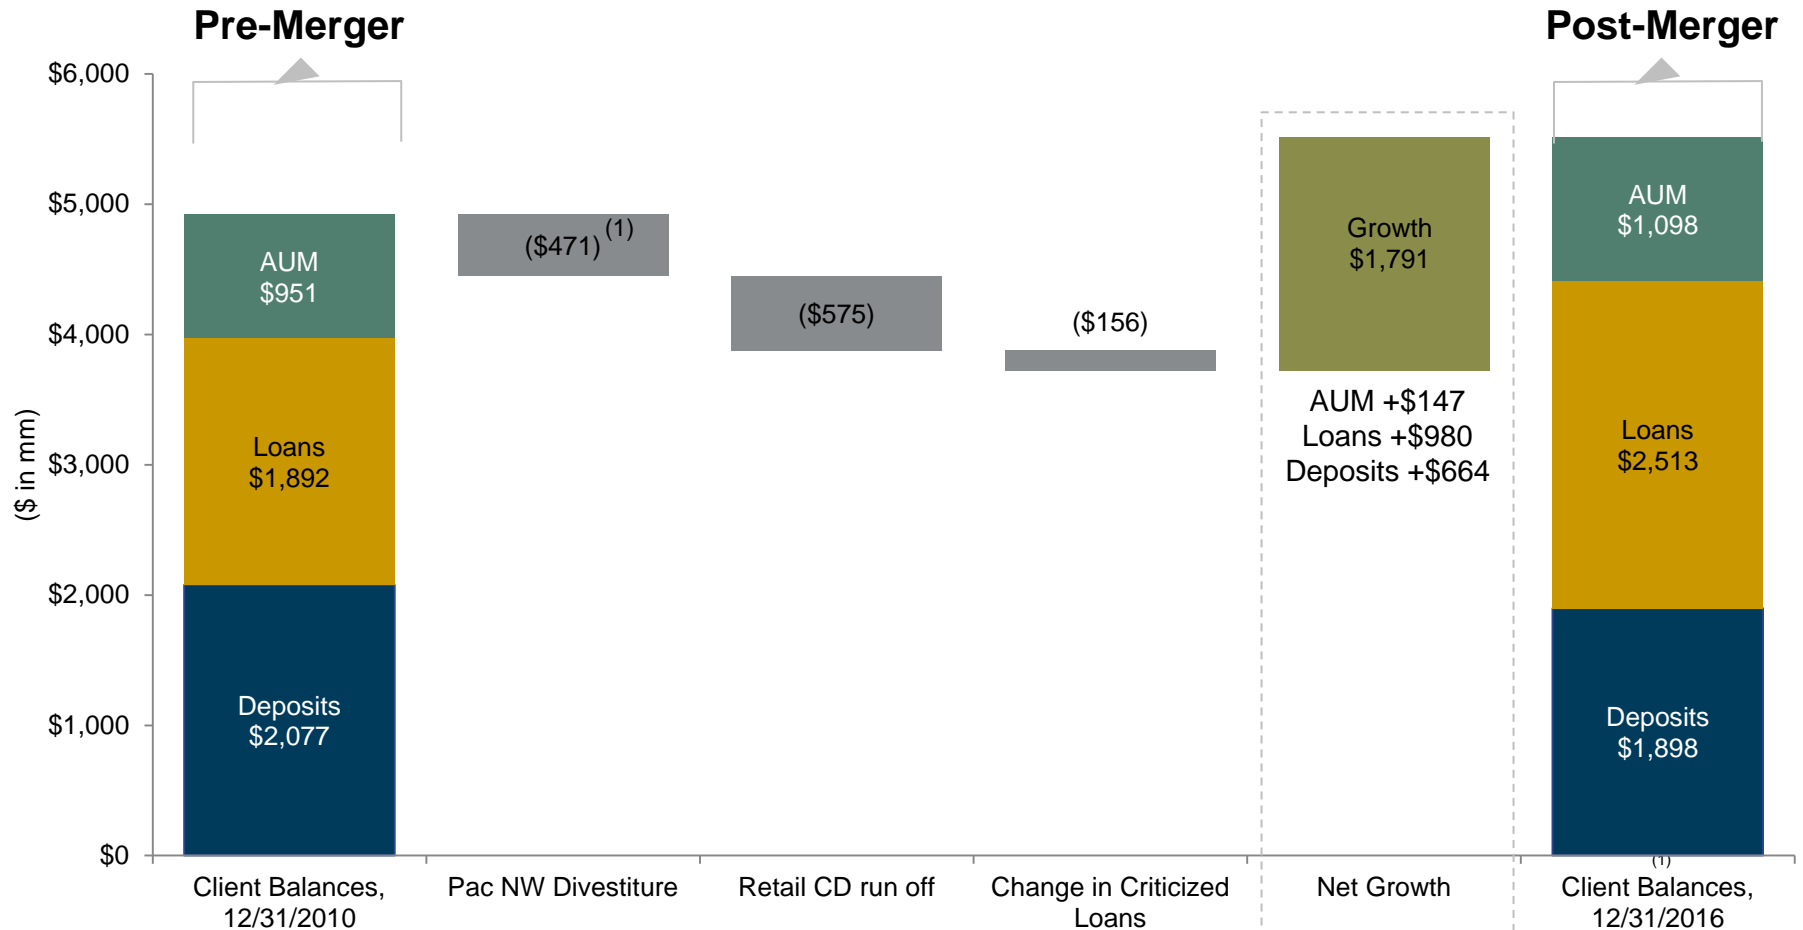 Pre-Merger
Post-Merger
$6,000
$5,000
$4,000
$3,000
$2,000
$1,000
$0
($ in mm)
AUM
$951
Loans
$1,892
Deposits
$2,077
($471) (1)
($575)
($156)
Growth
$1,791
AUM +$147
Loans +$980
Deposits +$664
AUM
$1,098
Loans
$2,513
Deposits
$1,898
Client Balances,
12/31/2010
Pac NW Divestiture
Retail CD run off
Change in Criticized
Loans
Net Growth
(1)
Client Balances,
12/31/2016